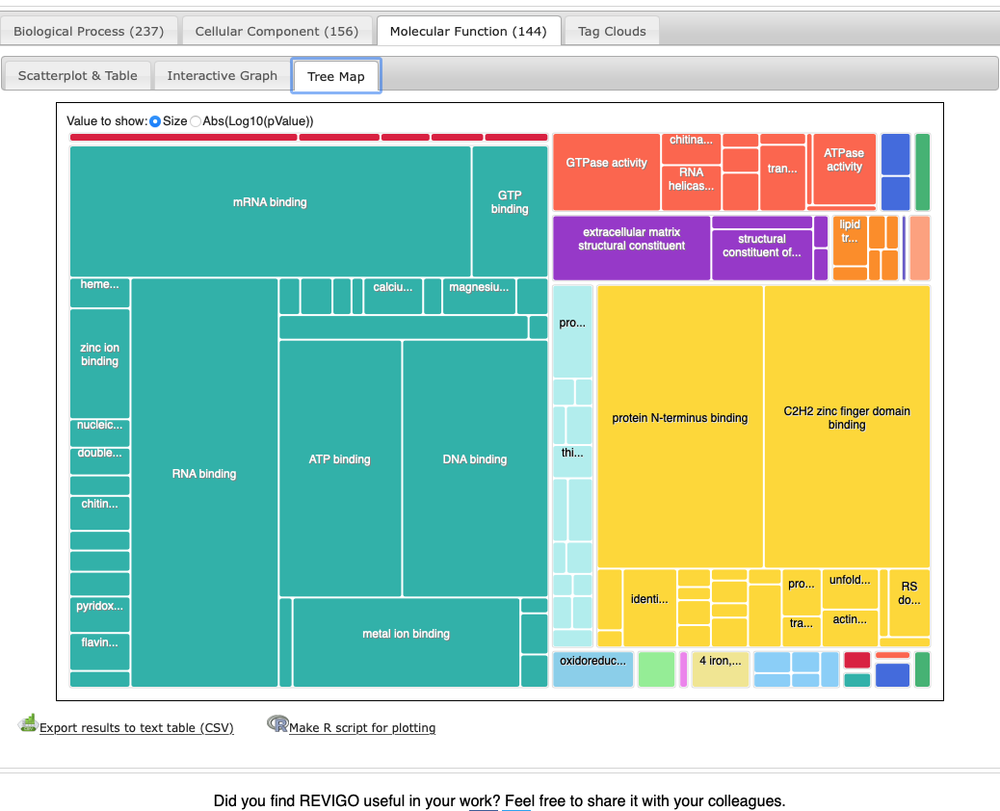 Biological Process (237)
Cellular Component (156)
Molecular Function (144)
Tag Clouds
Scatterplot & Table
Interactive Graph
Tree Map
Value to show: Size Abs(Log10(pValue))
mRNA binding
GTP
binding
heme...
zinc ion
binding
nucleic...
double...
chitin...
pyridox...
flavin...
RNA binding
calciu...
magnesiu...
ATP binding
DNA binding
metal ion binding
GTPase activity
chitina...
RNA
helicas...
tran...
ATPase
activity
extracellular matrix
structural constituent
structural
constituent of...
lipid
tr...
pro...
thi...
protein N-terminus binding
C2H2 zinc finger domain
binding
identi...
pro...
tra...
unfold...
actin...
RS
do...
oxidoreduc...
4 iron,...
Export results to text table (CSV)
Make R script for plotting
Did you find REVIGO useful in your work? Feel free to share it with your colleagues.